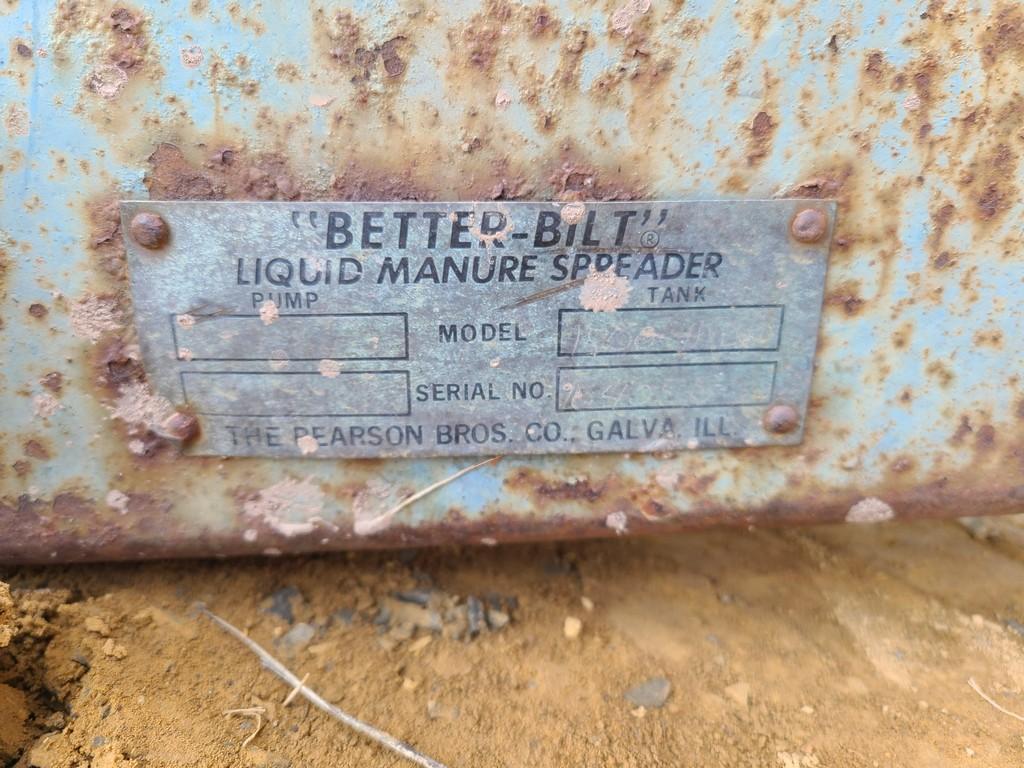 "BETTER-BILT"®
LIQUID MANURE SPREADER
PUMP TANK
MODEL
SERIAL NO.
THE PEARSON BROS. CO., GALVA, ILL.